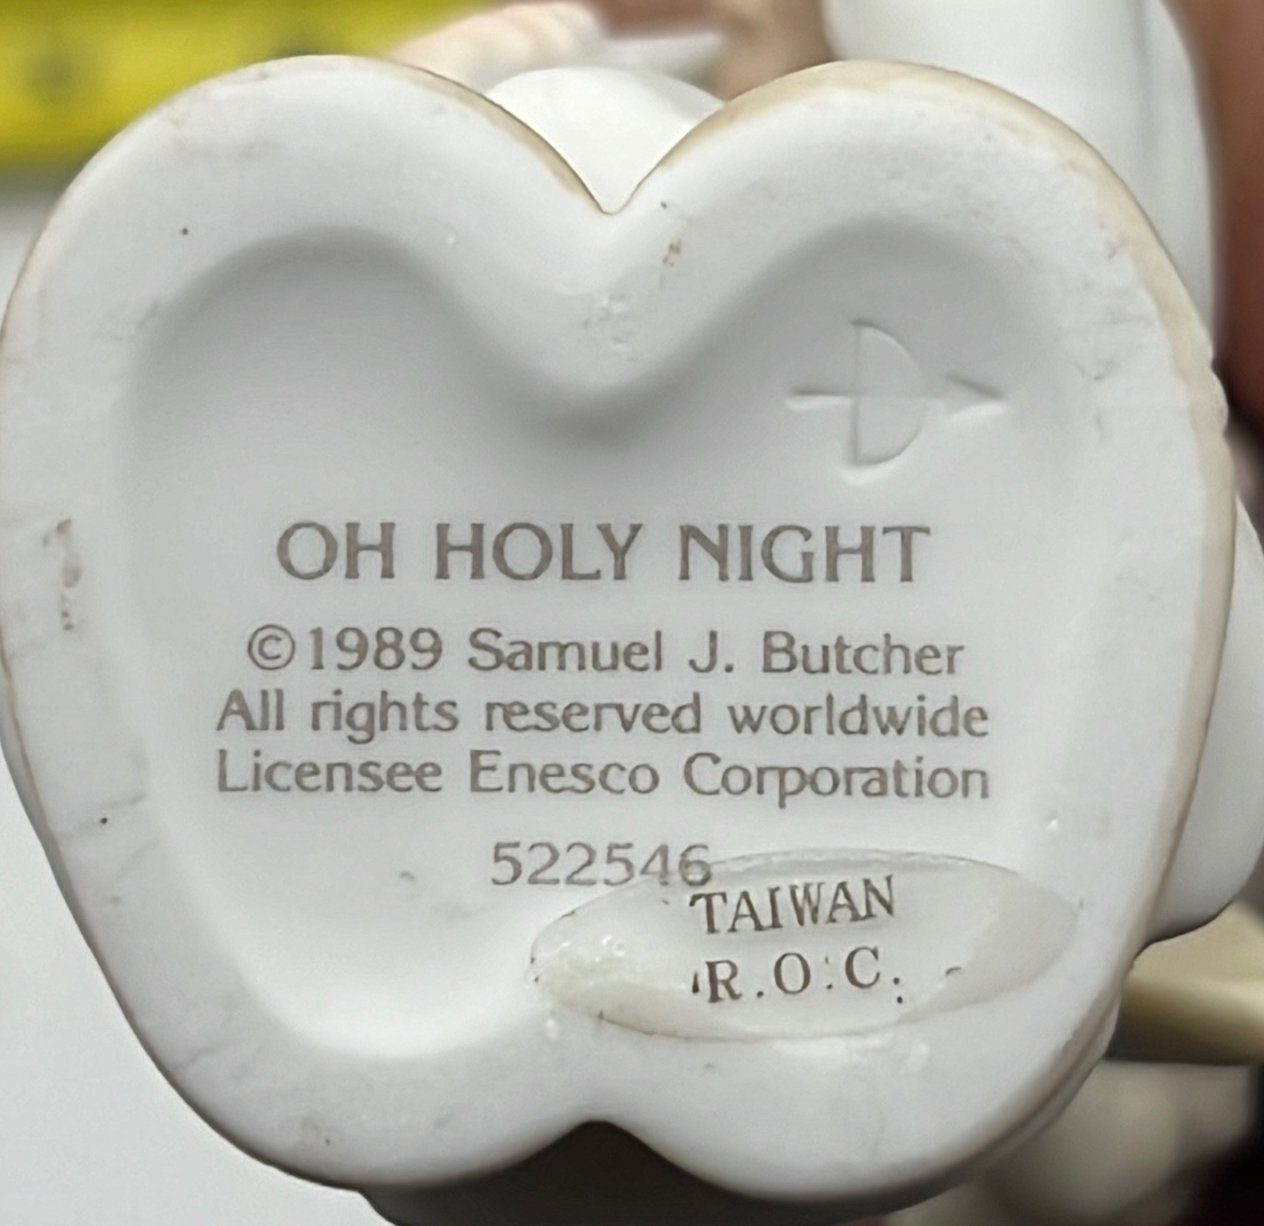 OH HOLY NIGHT
©1989 Samuel J. Butcher
All rights reserved worldwide
Licensee Enesco Corporation
522546
TAIWAN
R.O.C.